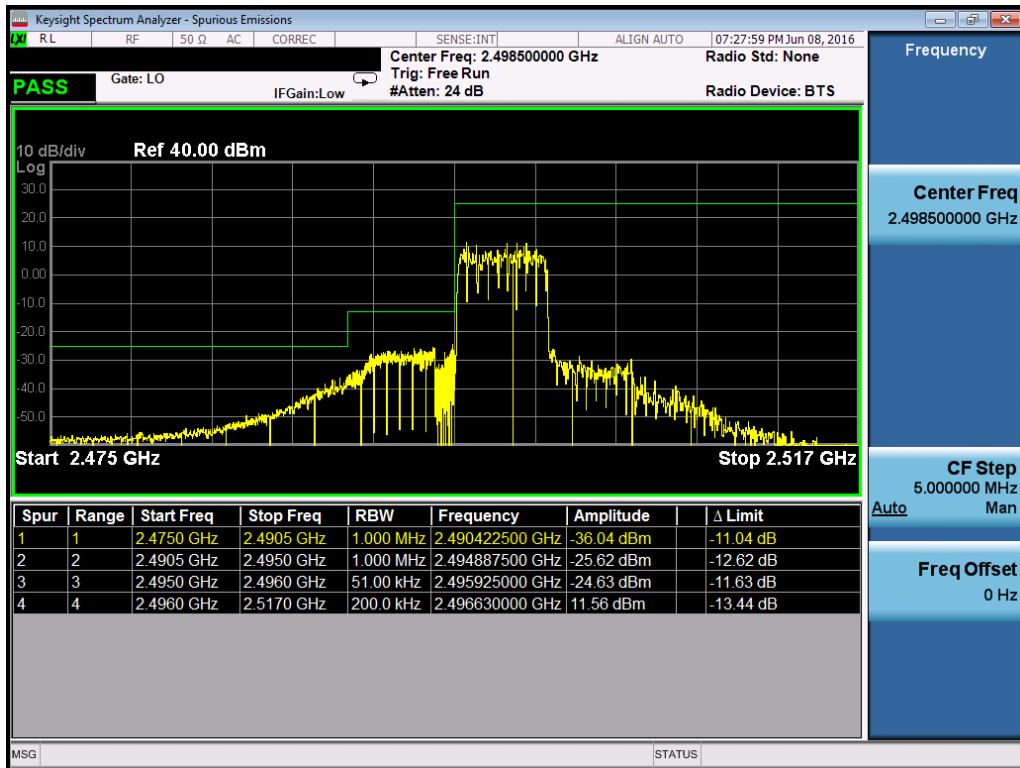 Keysight Spectrum Analyzer - Spurious Emissions
LXI RL RF 50 Ω AC CORREC SENSE:INT ALIGN AUTO 07:27:59 PM Jun 08, 2016
Center Freq: 2.498500000 GHz Radio Std: None
Trig: Free Run
PASS Gate: LO IFGain:Low #Atten: 24 dB Radio Device: BTS
Frequency
10 dB/div Ref 40.00 dBm
Log
30.0
20.0
10.0
0.00
-10.0
-20.0
-30.0
-40.0
-50.0
Start 2.475 GHz Stop 2.517 GHz
Center Freq
2.498500000 GHz
CF Step
5.000000 MHz
Auto Man
Freq Offset
0 Hz
Spur Range Start Freq Stop Freq RBW Frequency Amplitude Δ Limit
1 1 2.4750 GHz 2.4905 GHz 1.000 MHz 2.490422500 GHz -36.04 dBm -11.04 dB
2 2 2.4905 GHz 2.4950 GHz 1.000 MHz 2.494887500 GHz -25.62 dBm -12.62 dB
3 3 2.4950 GHz 2.4960 GHz 51.00 kHz 2.495925000 GHz -24.63 dBm -11.63 dB
4 4 2.4960 GHz 2.5170 GHz 200.0 kHz 2.496630000 GHz 11.56 dBm -13.44 dB
MSG STATUS